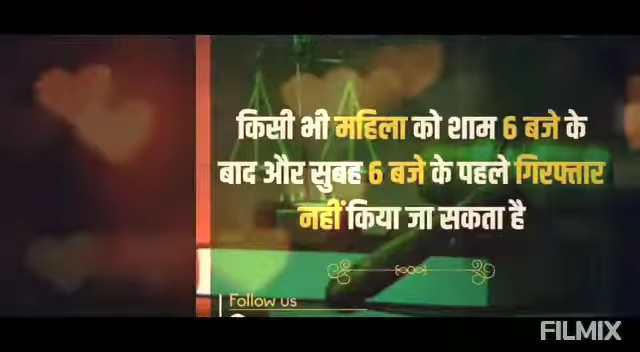 किसी भी महिला को शाम 6 बजे के
बाद और सुबह 6 बजे के पहले गिरफ्तार
नहीं किया जा सकता है
Follow us
FILMIX